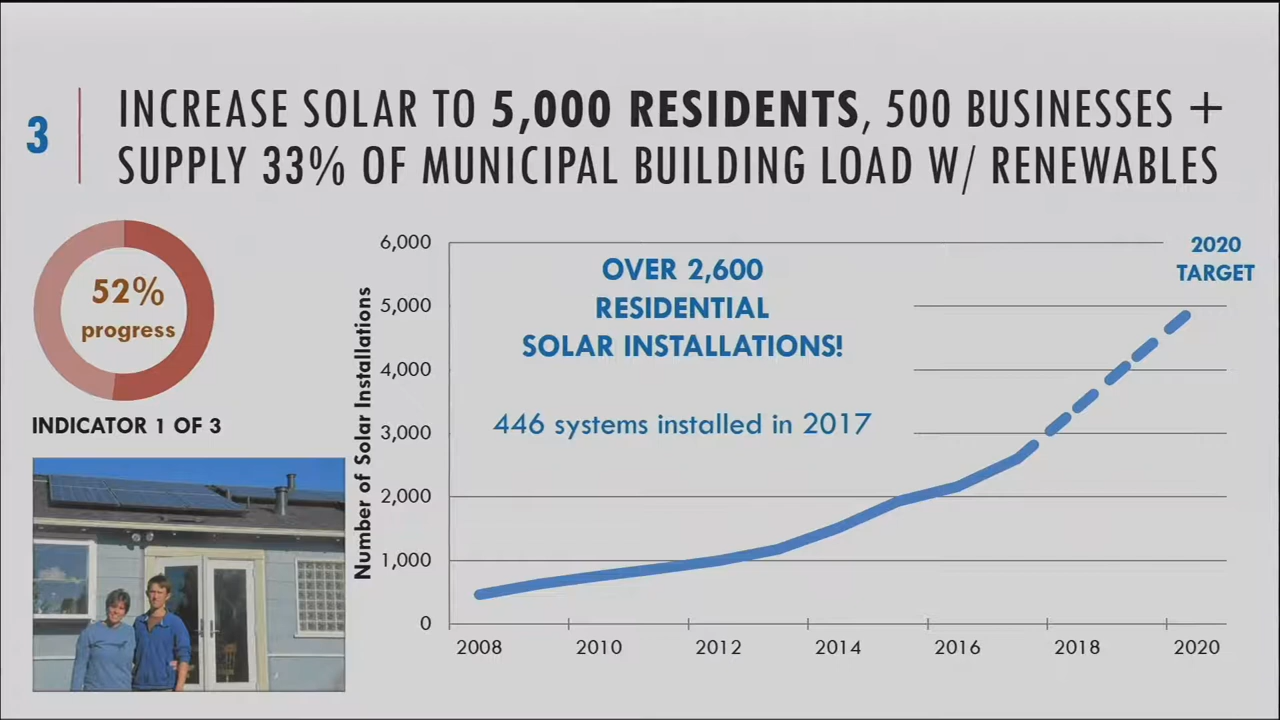 3
INCREASE SOLAR TO 5,000 RESIDENTS, 500 BUSINESSES +
SUPPLY 33% OF MUNICIPAL BUILDING LOAD W/ RENEWABLES
52%
progress
INDICATOR 1 OF 3
Number of Solar Installations
6,000
5,000
4,000
3,000
2,000
1,000
0
OVER 2,600
RESIDENTIAL
SOLAR INSTALLATIONS!
446 systems installed in 2017
2020
TARGET
2008 2010 2012 2014 2016 2018 2020